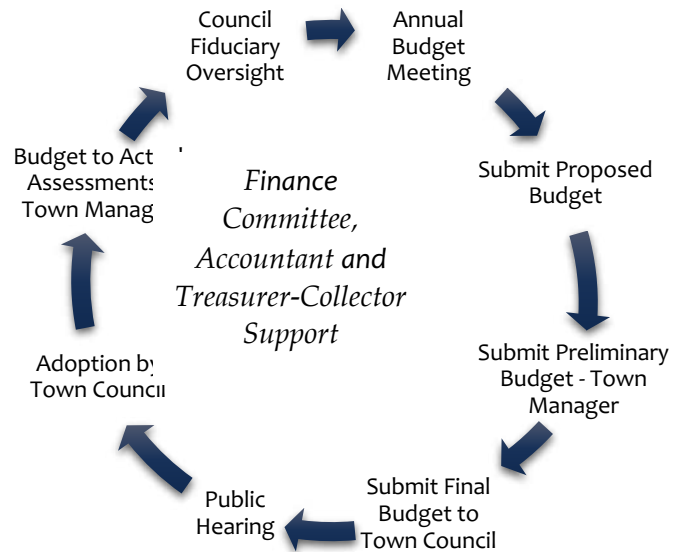 Council
Fiduciary
Oversight
Annual
Budget
Meeting
Submit Proposed
Budget
Submit Preliminary
Budget - Town
Manager
Submit Final
Budget to
Town Council
Public
Hearing
Adoption by
Town Council
Budget to
Assessments
Town
Finance
Committee,
Accountant and
Treasurer-Collector
Support